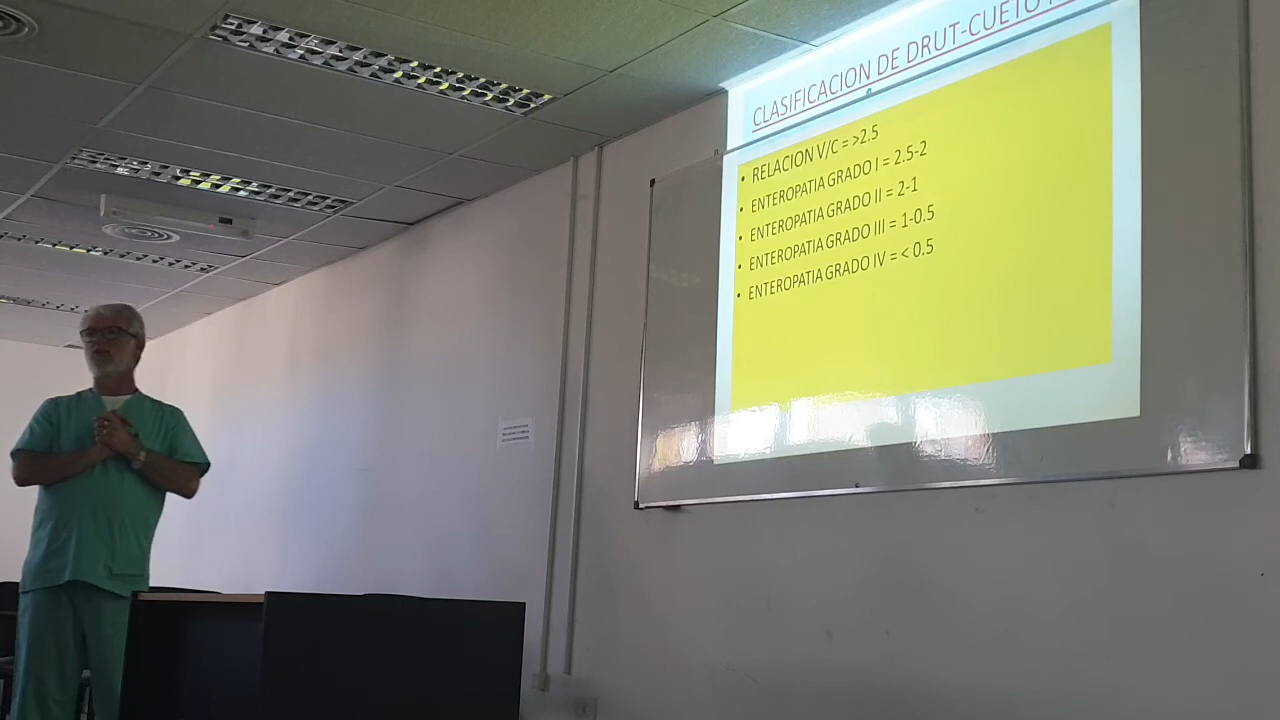 CLASIFICACION DE DRUT-CUETO
• RELACION V/C = >2.5
• ENTEROPATIA GRADO I = 2.5-2
• ENTEROPATIA GRADO II = 2-1
• ENTEROPATIA GRADO III = 1-0.5
• ENTEROPATIA GRADO IV = < 0.5